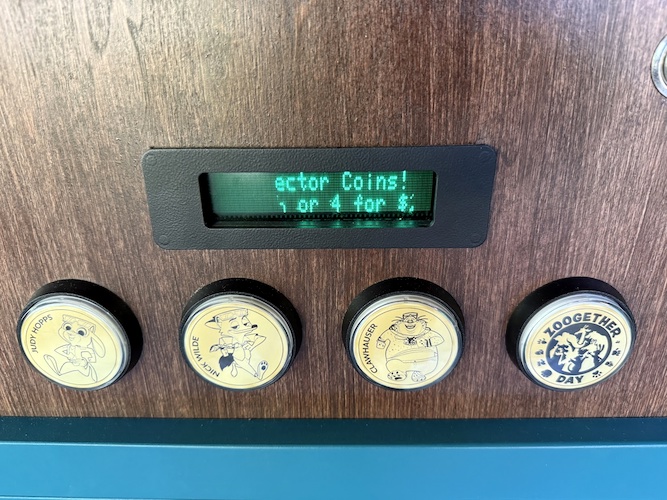 ector Coins!
or 4 for $
JUDY HOPPS
NICK WILDE
CLAWHAUSER
ZOOGETHER
DAY